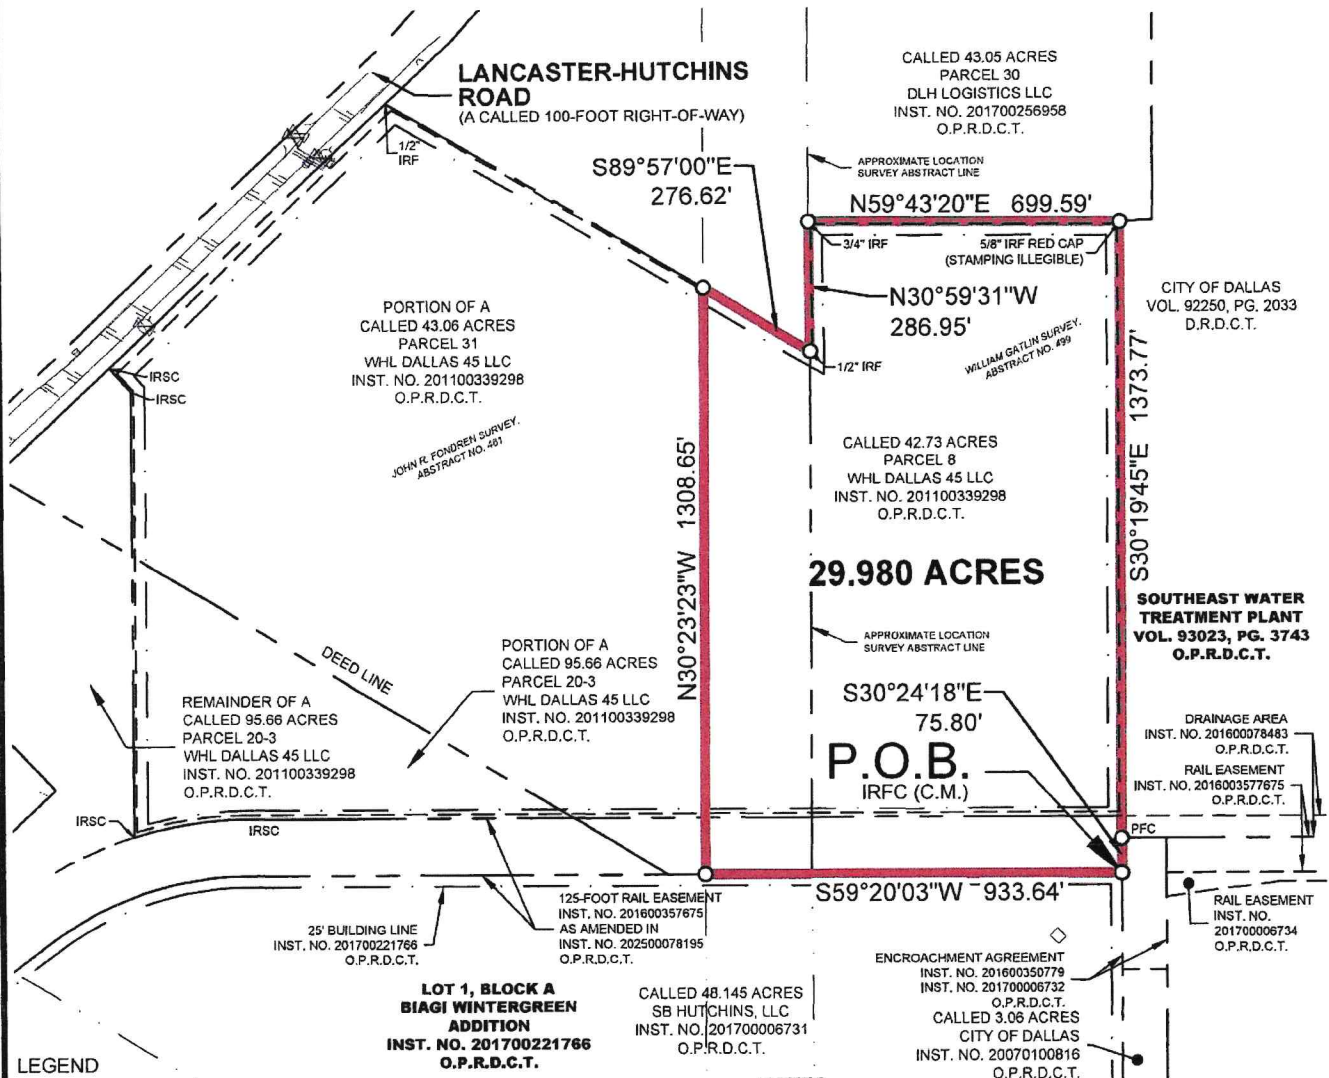 LANCASTER-HUTCHINS
ROAD
(A CALLED 100-FOOT RIGHT-OF-WAY)
1/2"
IRF
CALLED 43.05 ACRES
PARCEL 30
DLH LOGISTICS LLC
INST. NO. 201700256958
O.P.R.D.C.T.
S89°57'00"E
276.62'
APPROXIMATE LOCATION
SURVEY ABSTRACT LINE
N59°43'20"E 699.59'
3/4" IRF
5/8" IRF RED CAP
(STAMPING ILLEGIBLE)
N30°59'31"W
286.95'
CITY OF DALLAS
VOL. 92250, PG. 2033
D.R.D.C.T.
PORTION OF A
CALLED 43.06 ACRES
PARCEL 31
WHL DALLAS 45 LLC
INST. NO. 201100339298
O.P.R.D.C.T.
WILLIAM GATLIN SURVEY,
ABSTRACT NO. 499
1/2" IRF
IRSC
IRSC
JOHN R. FONDREN SURVEY,
ABSTRACT NO. 481
N30°23'23"W 1308.65'
CALLED 42.73 ACRES
PARCEL 8
WHL DALLAS 45 LLC
INST. NO. 201100339298
O.P.R.D.C.T.
S30°19'45"E 1373.77'
29.980 ACRES
SOUTHEAST WATER
TREATMENT PLANT
VOL. 93023, PG. 3743
O.P.R.D.C.T.
APPROXIMATE LOCATION
SURVEY ABSTRACT LINE
DEED LINE
PORTION OF A
CALLED 95.66 ACRES
PARCEL 20-3
WHL DALLAS 45 LLC
INST. NO. 201100339298
O.P.R.D.C.T.
REMAINDER OF A
CALLED 95.66 ACRES
PARCEL 20-3
WHL DALLAS 45 LLC
INST. NO. 201100339298
O.P.R.D.C.T.
S30°24'18"E
75.80'
P.O.B.
IRFC (C.M.)
DRAINAGE AREA
INST. NO. 201600078483
O.P.R.D.C.T.
RAIL EASEMENT
INST. NO. 2016003577675
O.P.R.D.C.T.
IRSC
IRSC
PFC
S59°20'03"W 933.64'
125-FOOT RAIL EASEMENT
INST. NO. 201600357675
AS AMENDED IN
INST. NO. 202500078195
O.P.R.D.C.T.
25' BUILDING LINE
INST. NO. 201700221766
O.P.R.D.C.T.
RAIL EASEMENT
INST. NO.
201700006734
O.P.R.D.C.T.
ENCROACHMENT AGREEMENT
INST. NO. 201600350779
INST. NO. 201700006732
O.P.R.D.C.T.
LOT 1, BLOCK A
BIAGI WINTERGREEN
ADDITION
INST. NO. 201700221766
O.P.R.D.C.T.
CALLED 48.145 ACRES
SB HUTCHINS, LLC
INST. NO. 201700006731
O.P.R.D.C.T.
CALLED 3.06 ACRES
CITY OF DALLAS
INST. NO. 20070100816
O.P.R.D.C.T.
LEGEND